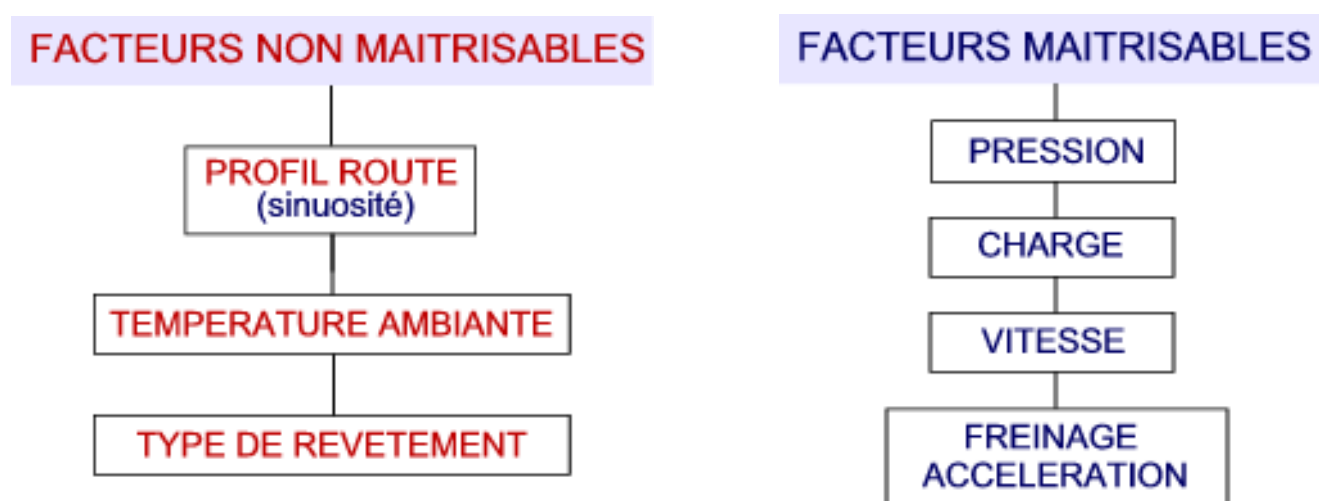 FACTEURS NON MAITRISABLES
PROFIL ROUTE
(sinuosité)
TEMPERATURE AMBIANTE
TYPE DE REVETEMENT
FACTEURS MAITRISABLES
PRESSION
CHARGE
VITESSE
FREINAGE
ACCELERATION